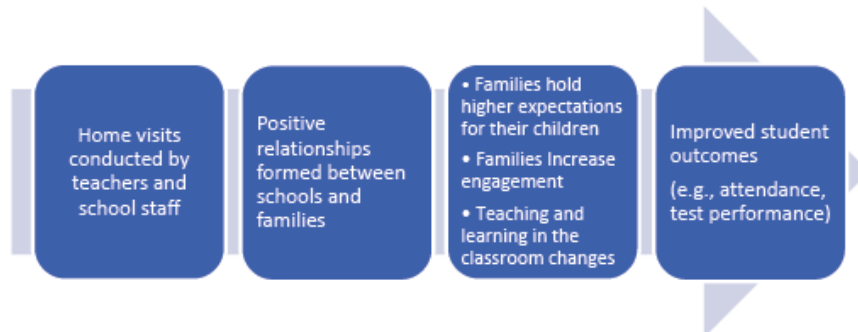 Home visits
conducted by
teachers and
school staff
Positive
relationships
formed between
schools and
families
• Families hold
higher expectations
for their children
• Families Increase
engagement
• Teaching and
learning in the
classroom changes
Improved student
outcomes
(e.g., attendance,
test performance)